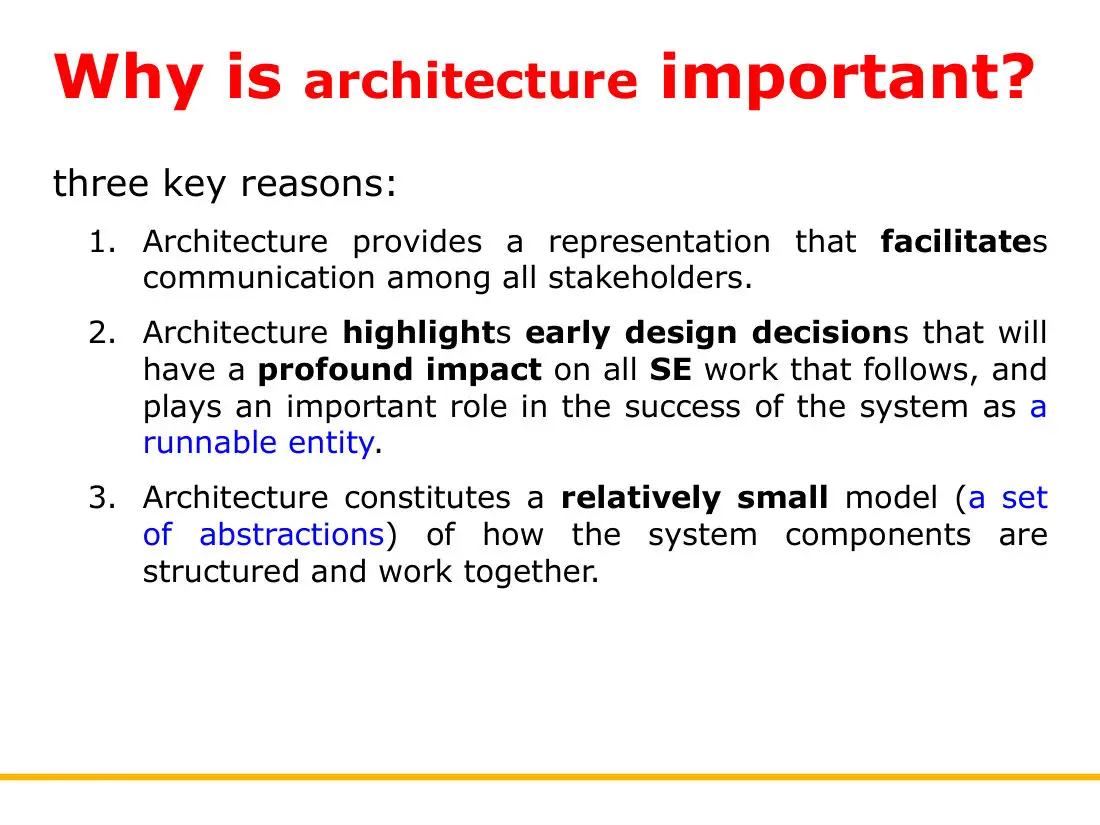 Why is architecture important?
three key reasons:
1. Architecture provides a representation that facilitates
communication among all stakeholders.
2. Architecture highlights early design decisions that will
have a profound impact on all SE work that follows, and
plays an important role in the success of the system as a
runnable entity.
3. Architecture constitutes a relatively small model (a set
of abstractions) of how the system components are
structured and work together.